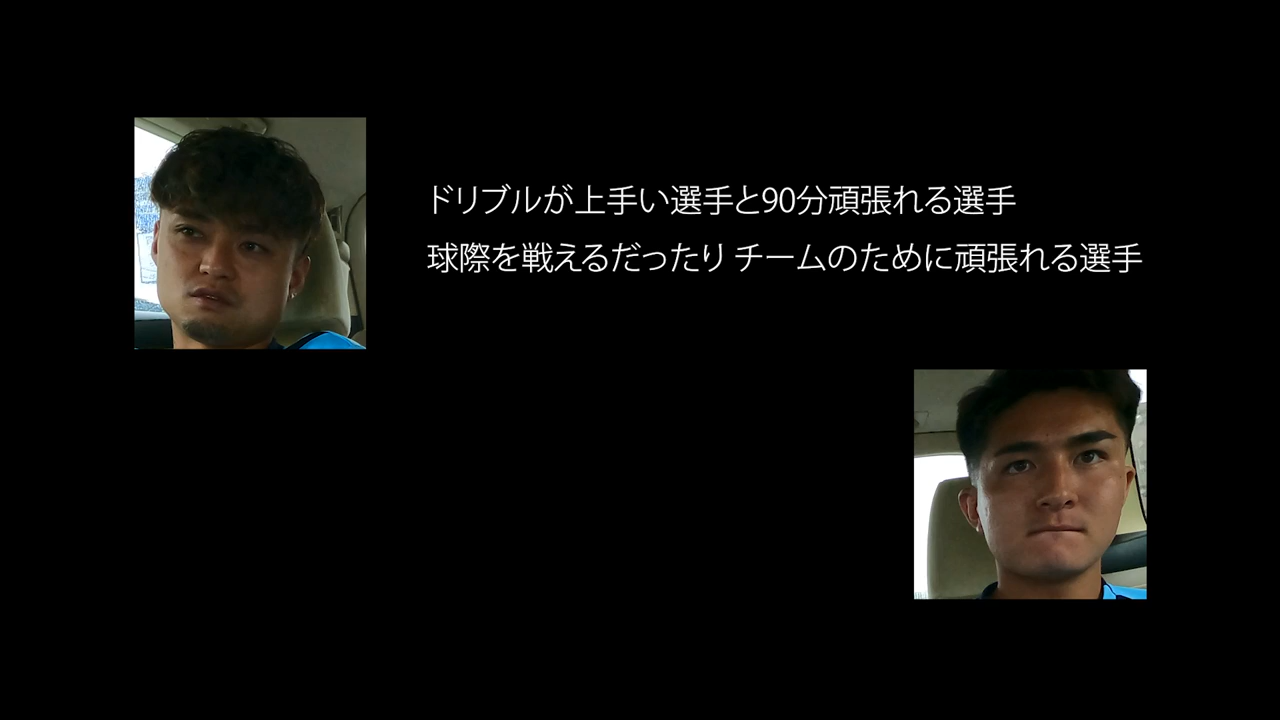 ドリブルが上手い選手と90分頑張れる選手
球際を戦えるだったり チームのために頑張れる選手